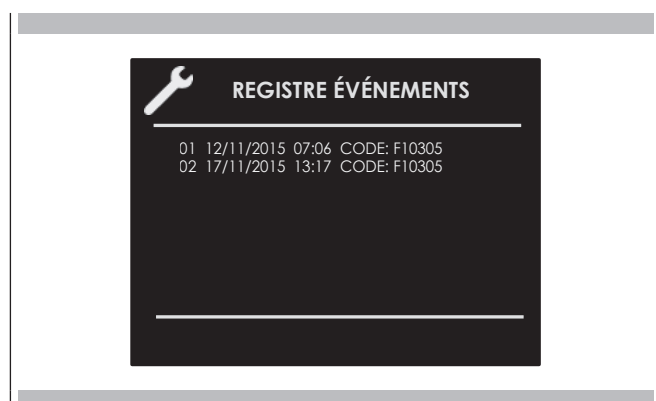 REGISTRE ÉVÉNEMENTS
01 12/11/2015 07:06 CODE: F10305
02 17/11/2015 13:17 CODE: F10305